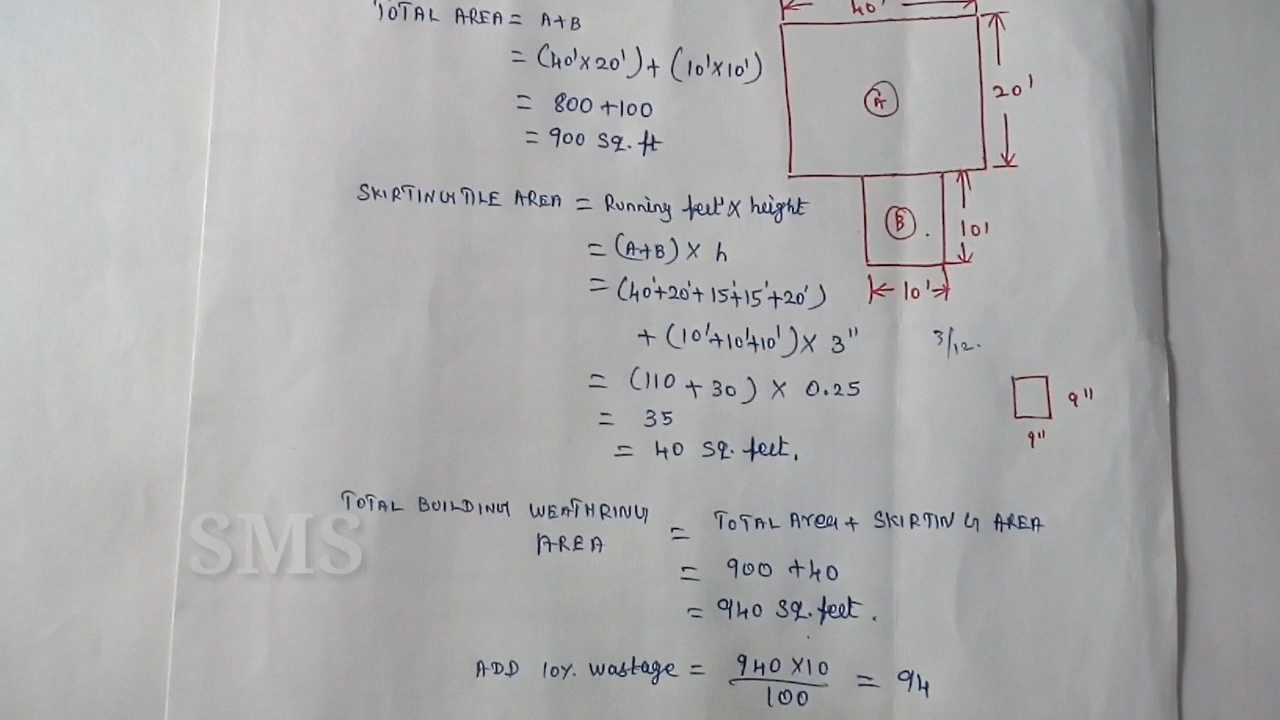 TOTAL AREA = A+B
= (40'x20') + (10'x10')
= 800 +100
= 900 SQ. ft
SKIRTING TILE AREA = Running feet x height
= (A+B) x h
= (40'+20'+15'+15'+20')
+ (10'+10'+10') x 3"
= (110 + 30) x 0.25
= 35
= 40 SQ. feet.
TOTAL BUILDING WEATHRING AREA = TOTAL Area + SKIRTING AREA
= 900 +40
= 940 SQ. feet.
ADD 10%. wastage = 940 X10 / 100 = 94
40'
A
20'
B
10'
10'
3/12.
9"
9"
SMS